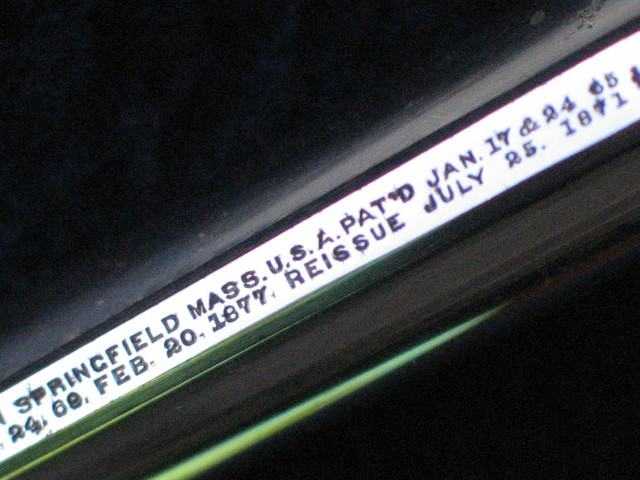 SPRINGFIELD MASS. U.S.A. PAT'D JAN. 17 & 24 65
24, 69, FEB. 20, 1877. REISSUE JULY 25. 1871